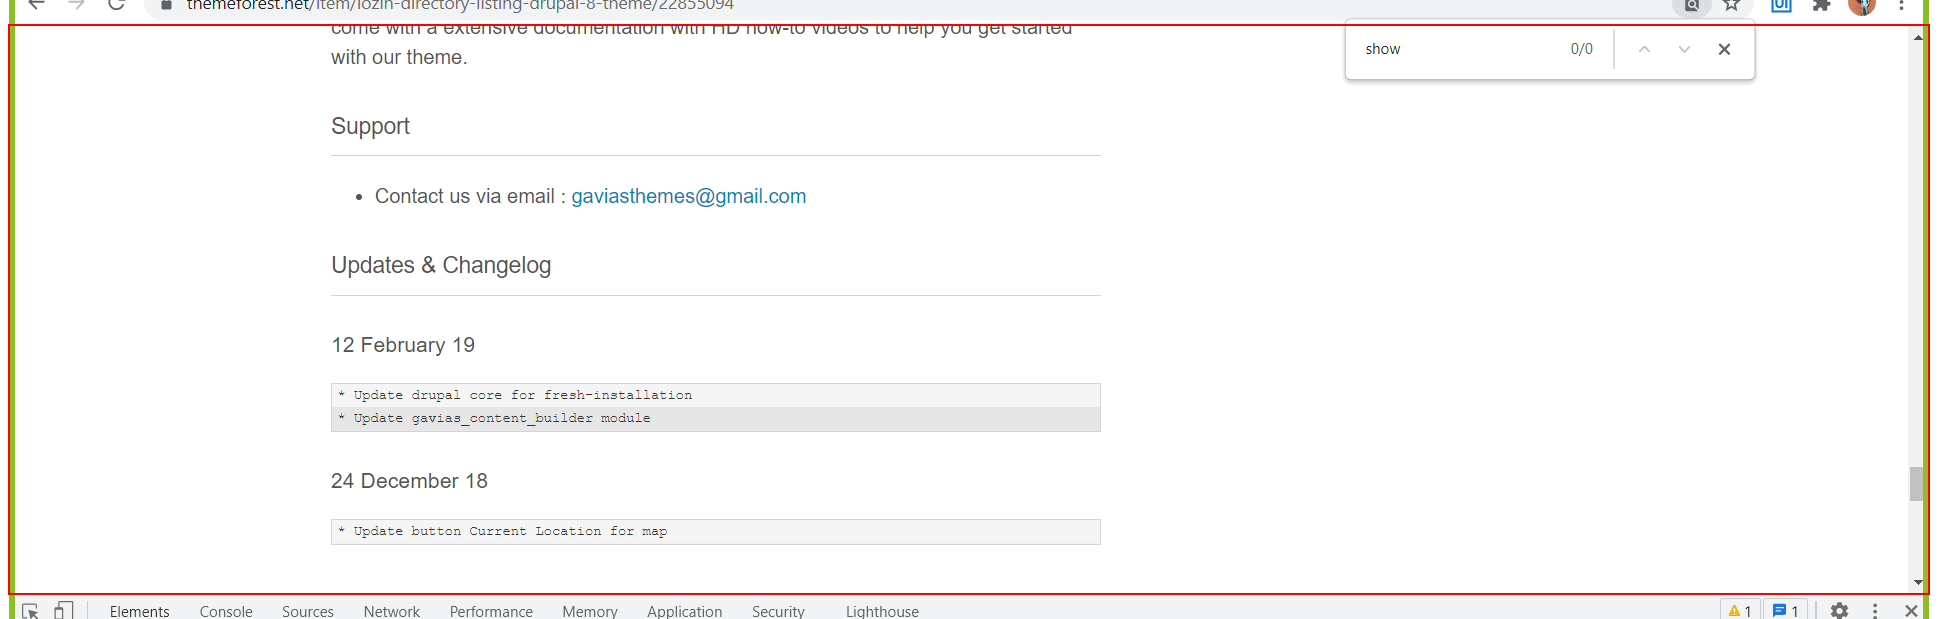 themeforest.net/item/lozin-directory-listing-drupal-8-theme/22855094
come with a extensive documentation with HD how-to videos to help you get started
with our theme.
show 0/0
Support
• Contact us via email : gaviasthemes@gmail.com
Updates & Changelog
12 February 19
* Update drupal core for fresh-installation
* Update gavias_content_builder module
24 December 18
* Update button Current Location for map
Elements Console Sources Network Performance Memory Application Security Lighthouse 1 1